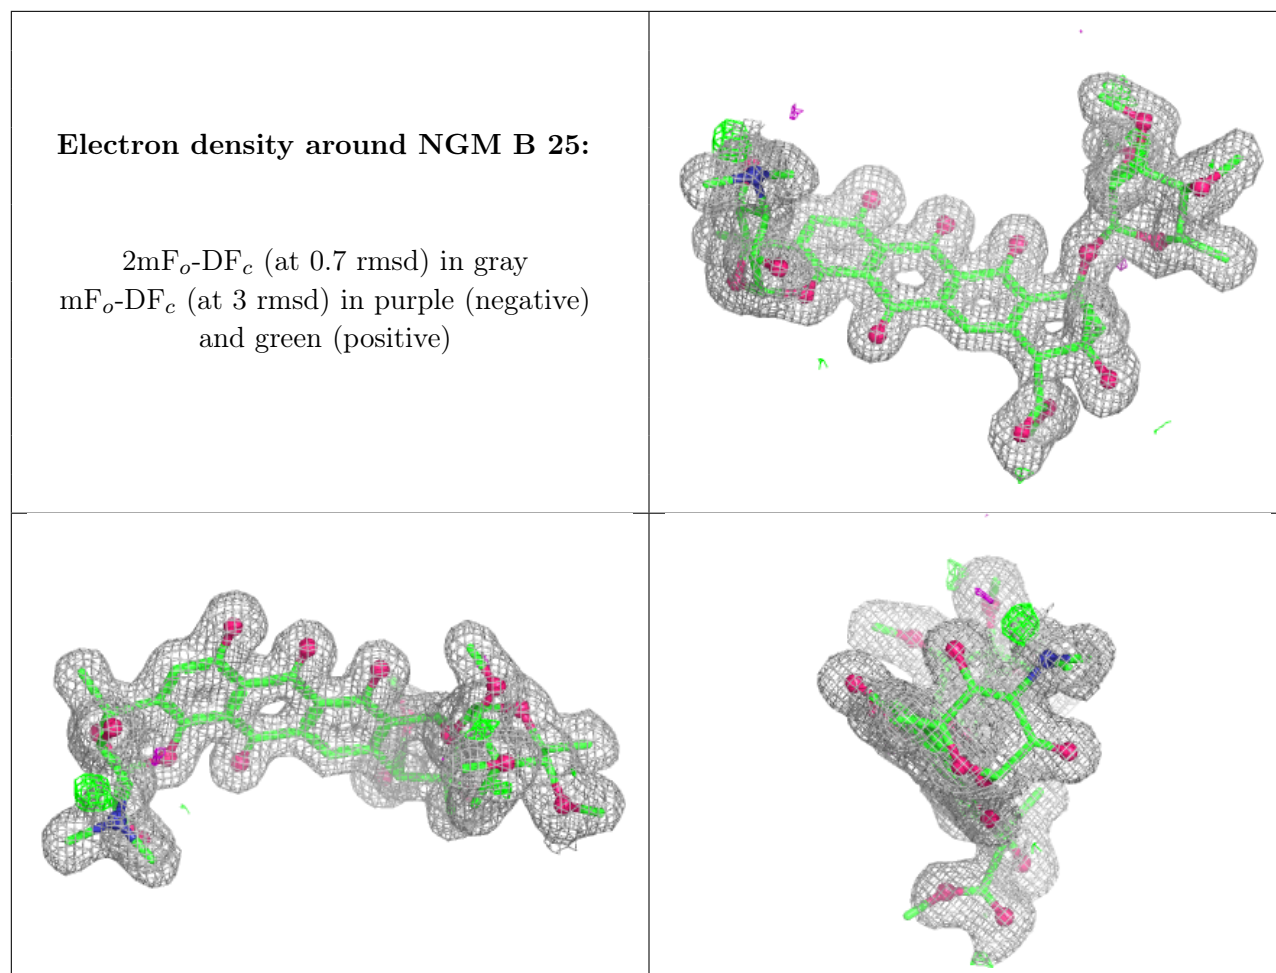 Electron density around NGM B 25:
2mFₒ-DF𝒸 (at 0.7 rmsd) in gray
mFₒ-DF𝒸 (at 3 rmsd) in purple (negative)
and green (positive)